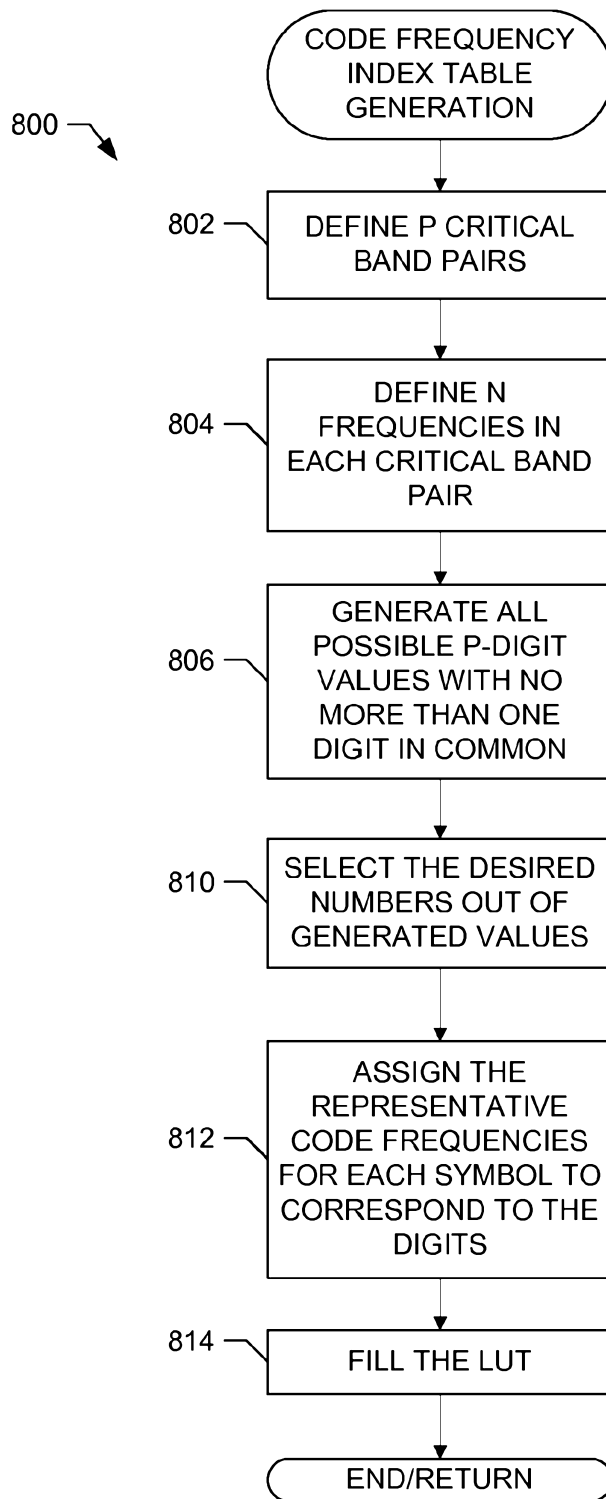 CODE FREQUENCY
INDEX TABLE
GENERATION
800
802
DEFINE P CRITICAL
BAND PAIRS
804
DEFINE N
FREQUENCIES IN
EACH CRITICAL BAND
PAIR
806
GENERATE ALL
POSSIBLE P-DIGIT
VALUES WITH NO
MORE THAN ONE
DIGIT IN COMMON
810
SELECT THE DESIRED
NUMBERS OUT OF
GENERATED VALUES
812
ASSIGN THE
REPRESENTATIVE
CODE FREQUENCIES
FOR EACH SYMBOL TO
CORRESPOND TO THE
DIGITS
814
FILL THE LUT
END/RETURN